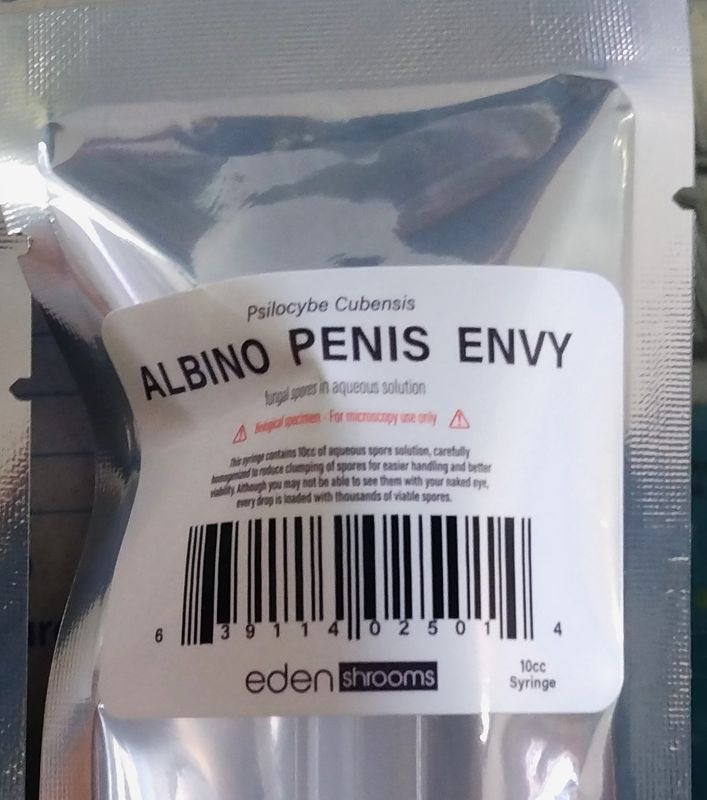 Psilocybe Cubensis
ALBINO PENIS ENVY
fungal spores in aqueous solution
Biological specimen - For microscopy use only
This syringe contains 10cc of aqueous spore solution, carefully
homogenized to reduce clumping of spores for easier handling and better
viability. Although you may not be able to see them with your naked eye,
every drop is loaded with thousands of viable spores.
6 39114 02501 4
eden shrooms
10cc
Syringe